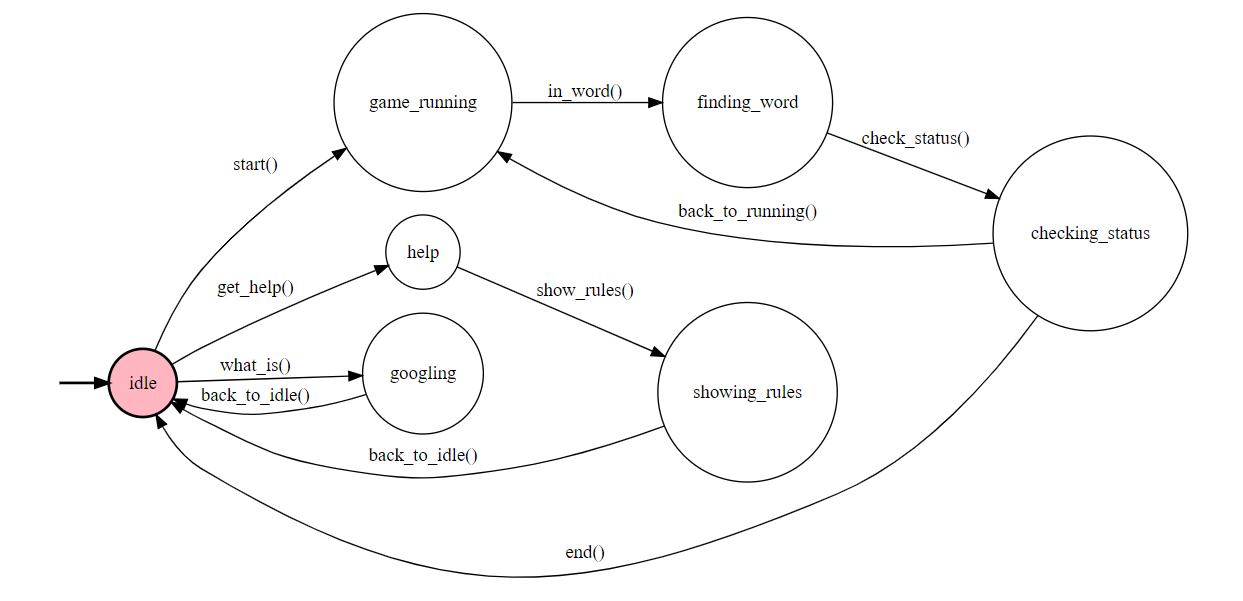 game_running
in_word()
finding_word
check_status()
start()
back_to_running()
checking_status
help
get_help()
show_rules()
what_is()
googling
idle
back_to_idle()
showing_rules
back_to_idle()
end()